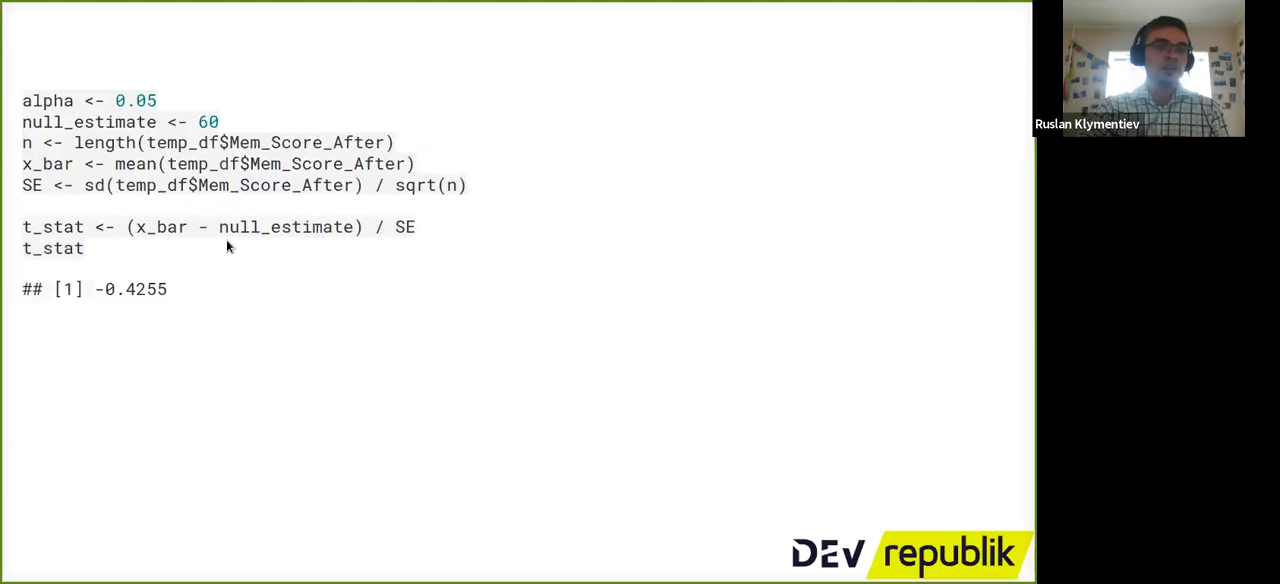 alpha <- 0.05
null_estimate <- 60
n <- length(temp_df$Mem_Score_After)
x_bar <- mean(temp_df$Mem_Score_After)
SE <- sd(temp_df$Mem_Score_After) / sqrt(n)
t_stat <- (x_bar - null_estimate) / SE
t_stat
## [1] -0.4255
Ruslan Klymentiev
DEV republik